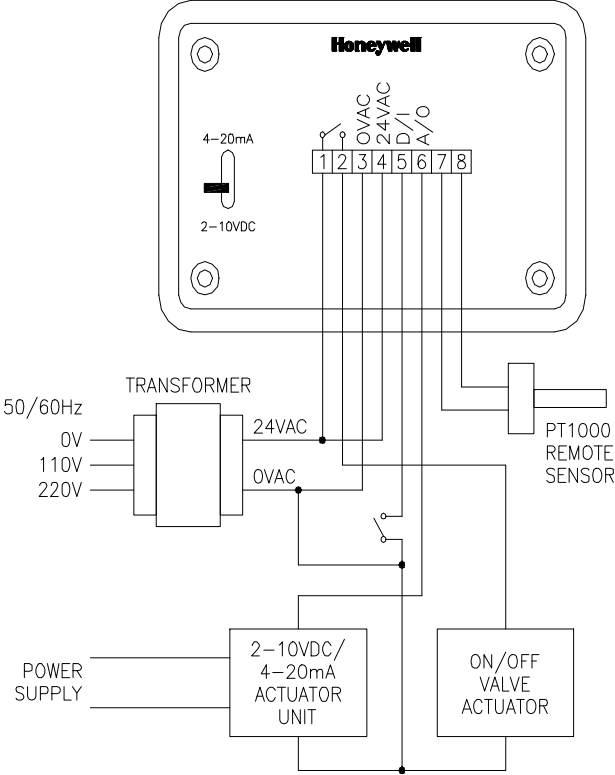 Honeywell
4-20mA
2-10VDC
0VAC
24VAC
D/I
A/O
1 2 3 4 5 6 7 8
TRANSFORMER
50/60Hz
0V
110V
220V
24VAC
0VAC
PT1000
REMOTE
SENSOR
POWER
SUPPLY
2-10VDC/
4-20mA
ACTUATOR
UNIT
ON/OFF
VALVE
ACTUATOR